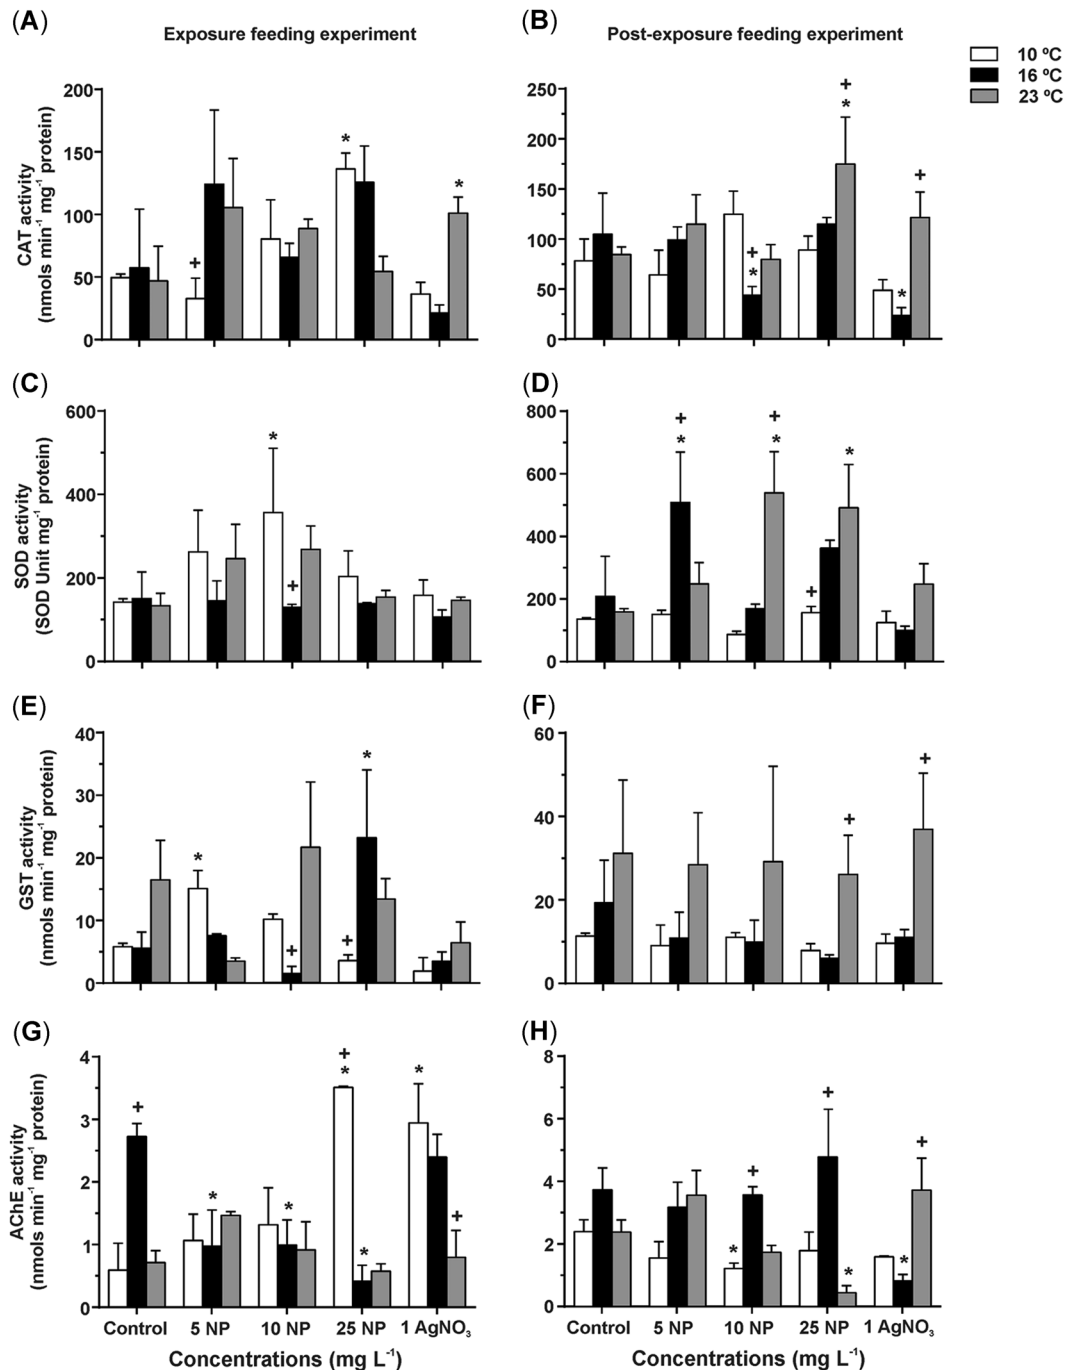 (A)
Exposure feeding experiment
(B)
Post-exposure feeding experiment
10 ºC
16 ºC
23 ºC
CAT activity
(nmols min⁻¹ mg⁻¹ protein)
200
150
100
50
0
+
*
*
250
200
150
100
50
0
+
*
+
*
*
+
(C)
SOD activity
(SOD Unit mg⁻¹ protein)
600
400
200
0
*
+
(D)
800
600
400
200
0
+
*
+
*
+
*
(E)
GST activity
(nmols min⁻¹ mg⁻¹ protein)
40
30
20
10
0
*
+
+
*
(F)
60
40
20
0
+
+
(G)
AChE activity
(nmols min⁻¹ mg⁻¹ protein)
4
3
2
1
0
+
*
*
+
*
*
*
+
Control
5 NP
10 NP
25 NP
1 AgNO₃
Concentrations (mg L⁻¹)
(H)
8
6
4
2
0
*
+
+
*
*
+
Control
5 NP
10 NP
25 NP
1 AgNO₃
Concentrations (mg L⁻¹)